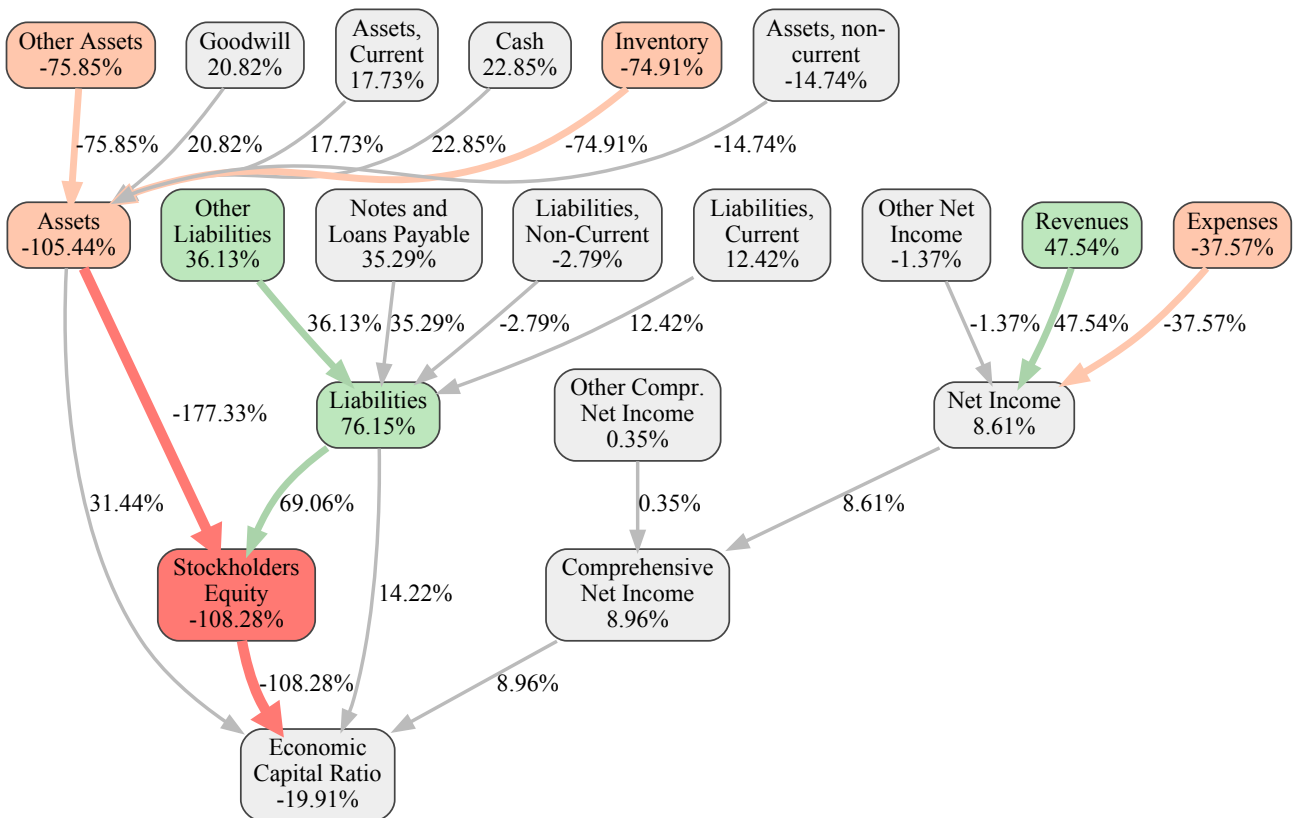 Other Assets
-75.85%
Goodwill
20.82%
Assets,
Current
17.73%
Cash
22.85%
Inventory
-74.91%
Assets, non-
current
-14.74%
-75.85%
20.82%
17.73%
22.85%
-74.91%
-14.74%
Assets
-105.44%
Other
Liabilities
36.13%
Notes and
Loans Payable
35.29%
Liabilities,
Non-Current
-2.79%
Liabilities,
Current
12.42%
Other Net
Income
-1.37%
Revenues
47.54%
Expenses
-37.57%
36.13%
35.29%
-2.79%
12.42%
-1.37%
47.54%
-37.57%
-177.33%
Liabilities
76.15%
Other Compr.
Net Income
0.35%
Net Income
8.61%
31.44%
69.06%
0.35%
8.61%
Stockholders
Equity
-108.28%
14.22%
Comprehensive
Net Income
8.96%
-108.28%
8.96%
Economic
Capital Ratio
-19.91%